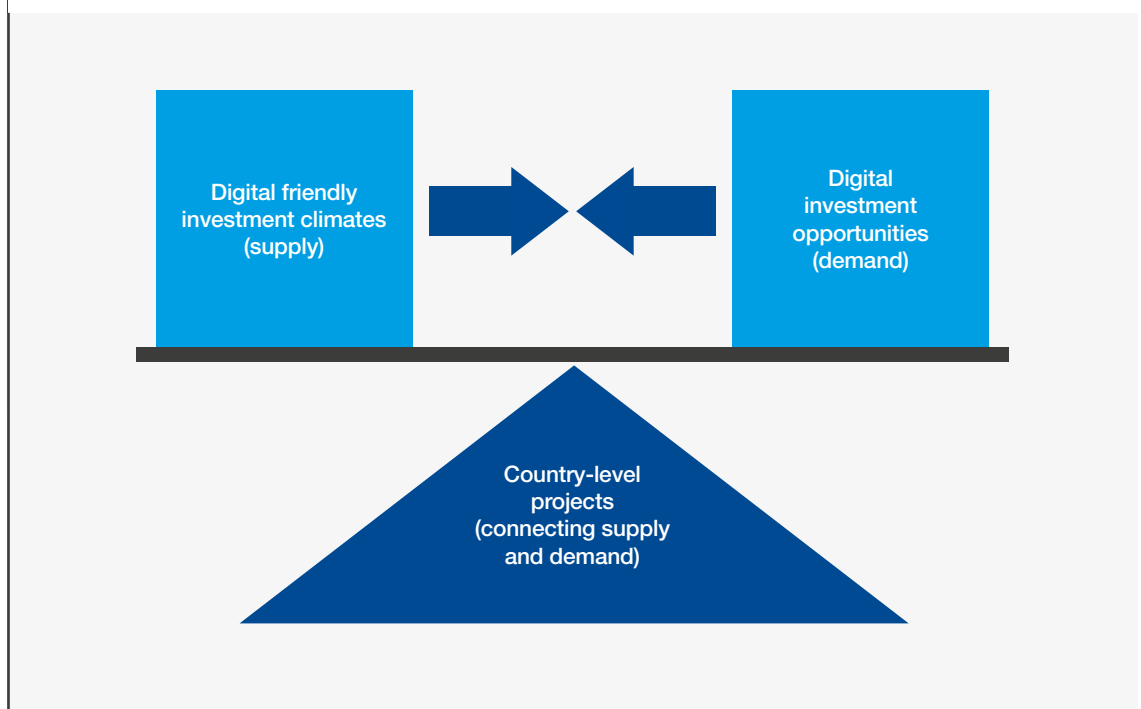 Digital friendly
investment climates
(supply)
Digital
investment
opportunities
(demand)
Country-level
projects
(connecting supply
and demand)